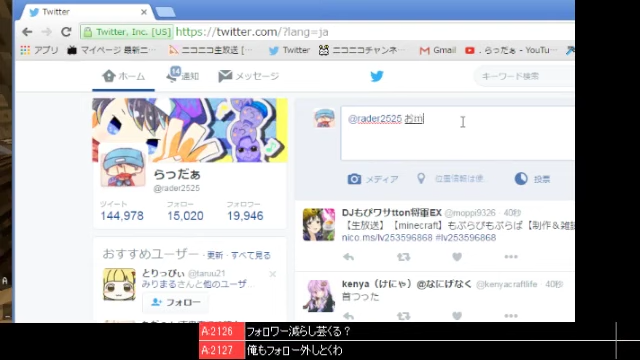 Twitter
Twitter, Inc. [US] https://twitter.com/?lang=ja
アプリ マイページ 最新ニ… ニコニコ生放送 [… Twitter ニコニコチャンネ… Gmail らっだぁ - YouTu…
ホーム 14 通知 メッセージ キーワード検索
@rader2525 おm
らっだぁ
@rader2525
ツイート フォロー フォロワー
144,978 15,020 19,946
メディア 位置情報は使… 投票
おすすめユーザー · 更新 · すべて見る
とりっぴぃ @taruu21
みりまるさんと他のユーザ…
フォロー
DJもぴワサtton将軍EX @moppi9326 · 40秒
【生放送】【minecraft】もぷらぴもぷらぱ【制作&雑談
nico.ms/lv253596868 #lv253596868
kenya（けにゃ）@なにげなく @kenyacraftlife · 40秒
首つった
A:2126 フォロワー減らし芸くる？
A:2127 俺もフォロー外しとくわ